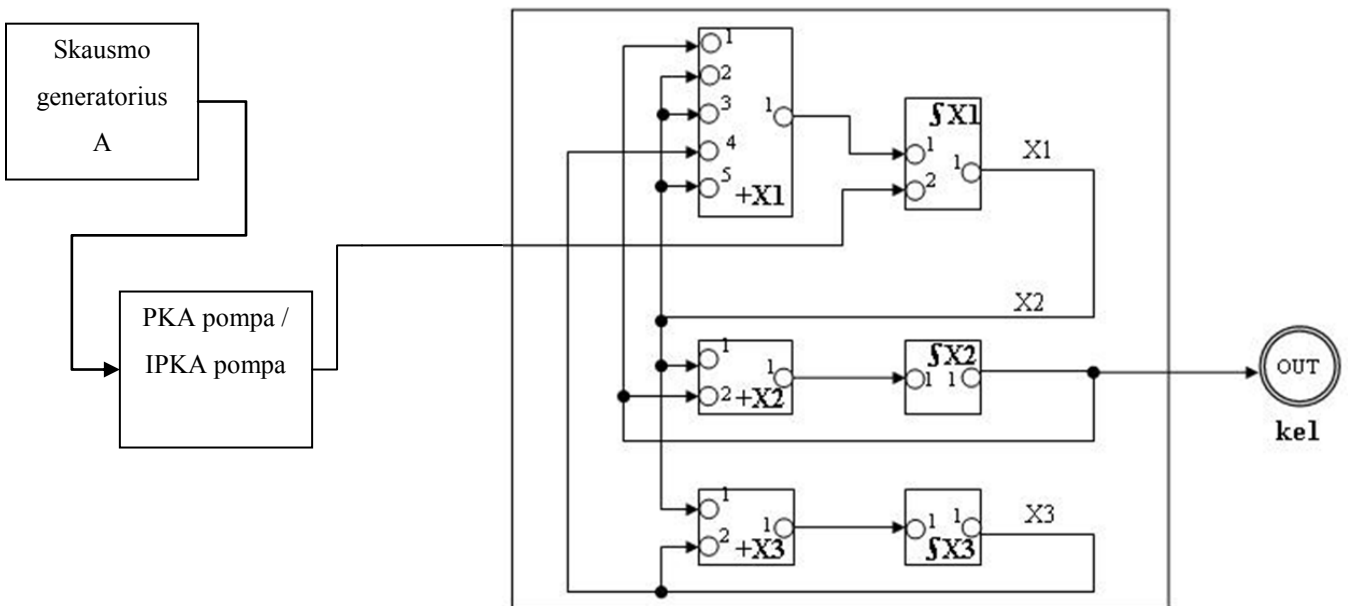 Skausmo
generatorius
A
PKA pompa /
IPKA pompa
1
2
3
4
5
1
+X1
∫X1
1
2
1
X1
X2
1
2
1
+X2
∫X2
1
1
OUT
kel
1
2
1
+X3
1
1
∫X3
X3